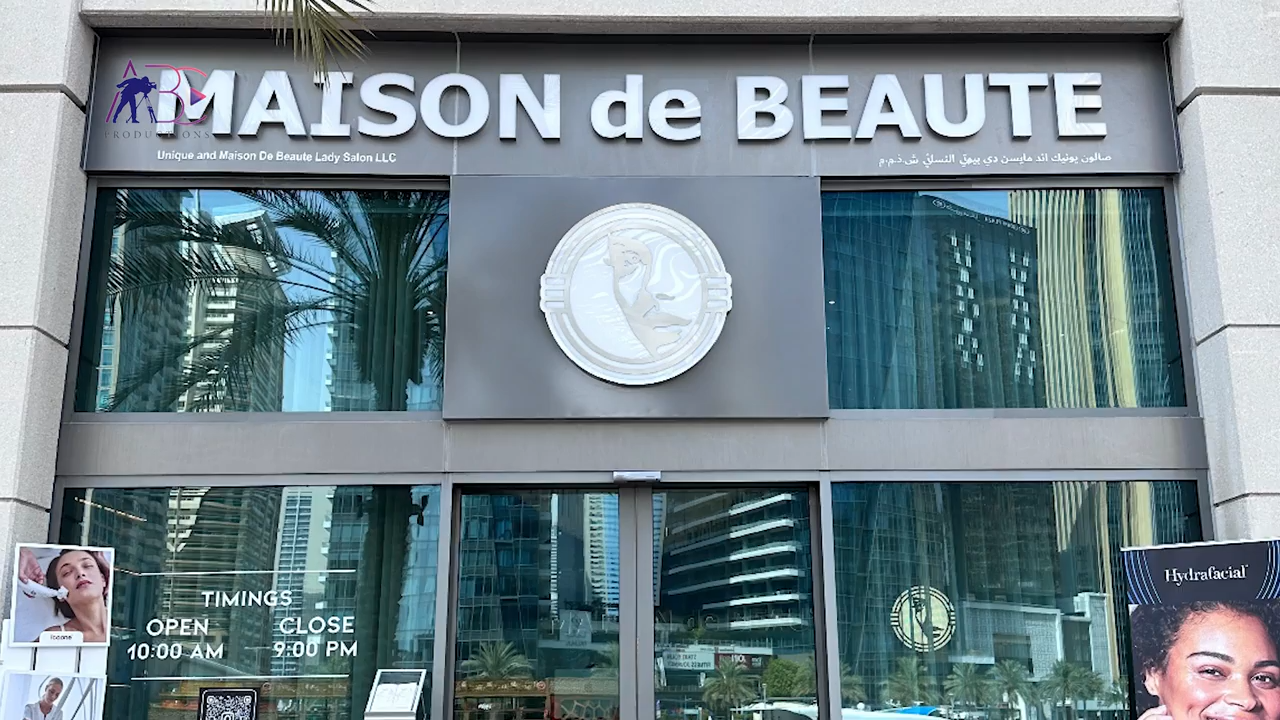 MAISON de BEAUTE
ABC
PRODUCTIONS
Unique and Maison De Beaute Lady Salon LLC
صالون يونيك اند مايسن دي بيوتي النسائي ش.ذ.م.م
TIMINGS
OPEN
CLOSE
10:00 AM
9:00 PM
Hydrafacial